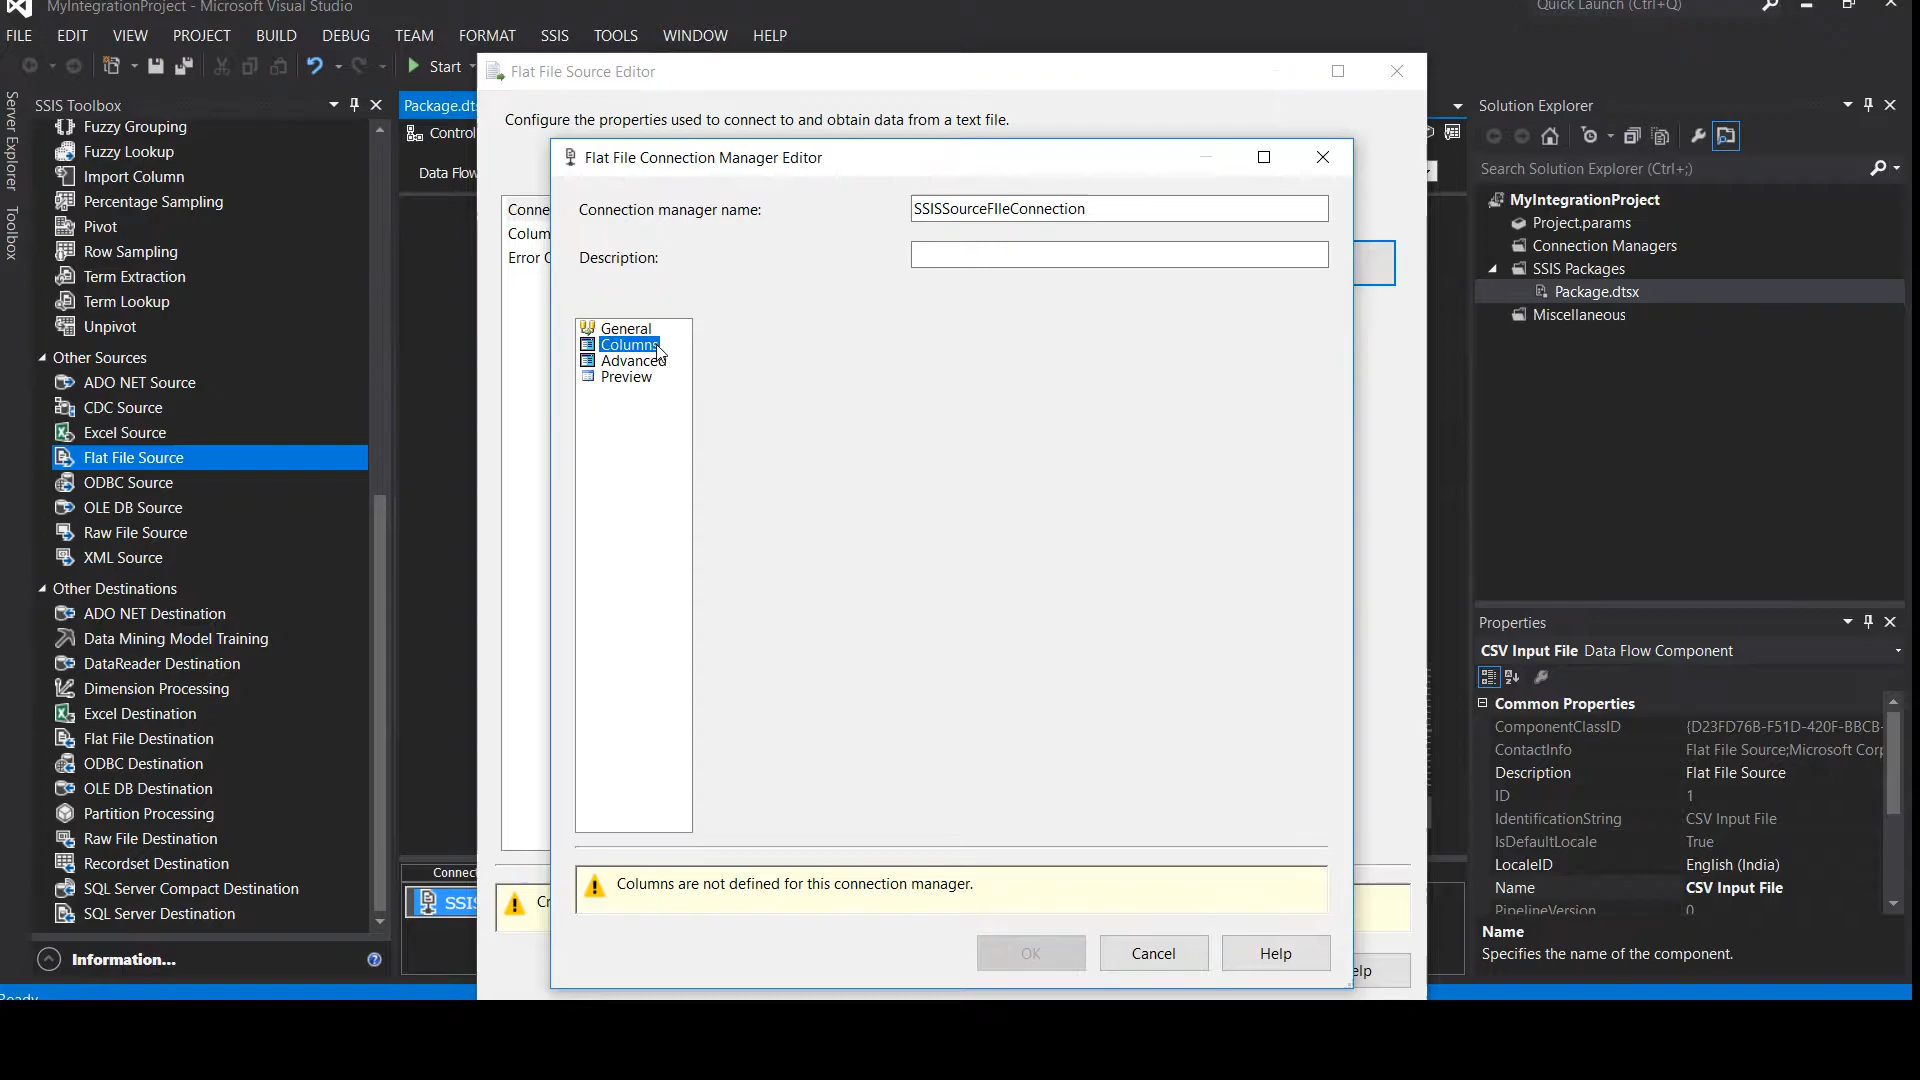 MyIntegrationProject - Microsoft Visual Studio
Quick Launch (Ctrl+Q)
FILE EDIT VIEW PROJECT BUILD DEBUG TEAM FORMAT SSIS TOOLS WINDOW HELP
Start
Server Explorer
Toolbox
SSIS Toolbox
Fuzzy Grouping
Fuzzy Lookup
Import Column
Percentage Sampling
Pivot
Row Sampling
Term Extraction
Term Lookup
Unpivot
Other Sources
ADO NET Source
CDC Source
Excel Source
Flat File Source
ODBC Source
OLE DB Source
Raw File Source
XML Source
Other Destinations
ADO NET Destination
Data Mining Model Training
DataReader Destination
Dimension Processing
Excel Destination
Flat File Destination
ODBC Destination
OLE DB Destination
Partition Processing
Raw File Destination
Recordset Destination
SQL Server Compact Destination
SQL Server Destination
Information...
Ready
Package.dts
Control
Data Flow
Connec
SSIS
Flat File Source Editor
Configure the properties used to connect to and obtain data from a text file.
Conne
Colum
Error O
Cr
elp
Flat File Connection Manager Editor
Connection manager name:
SSISSourceFIleConnection
Description:
General
Columns
Advanced
Preview
Columns are not defined for this connection manager.
OK
Cancel
Help
Solution Explorer
Search Solution Explorer (Ctrl+;)
MyIntegrationProject
Project.params
Connection Managers
SSIS Packages
Package.dtsx
Miscellaneous
Properties
CSV Input File Data Flow Component
Common Properties
ComponentClassID {D23FD76B-F51D-420F-BBCB-
ContactInfo Flat File Source;Microsoft Corp
Description Flat File Source
ID 1
IdentificationString CSV Input File
IsDefaultLocale True
LocaleID English (India)
Name CSV Input File
PipelineVersion 0
Name
Specifies the name of the component.